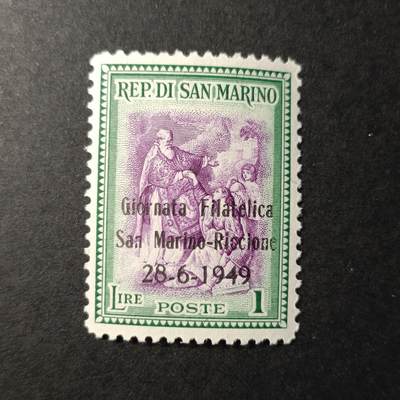 REP. DI SAN MARINO
Giornata Filatelica
San Marino-Riccione
28-6-1949
LIRE POSTE 1